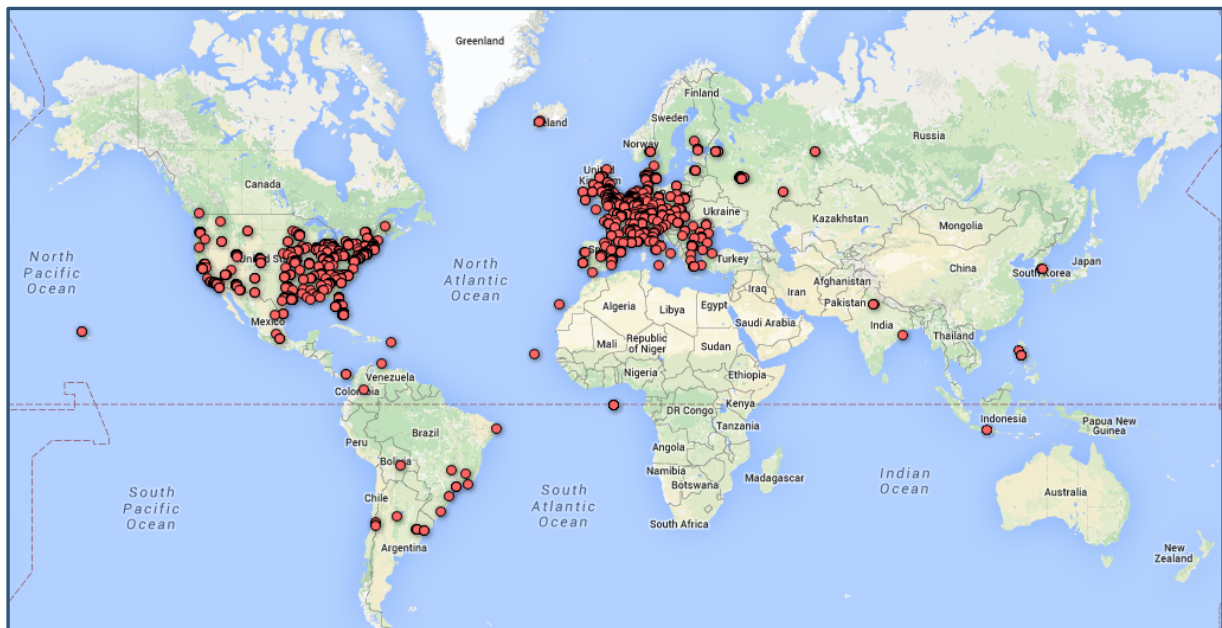 Greenland
Finland
Sweden
Russia
Norway
Canada
Ukraine
Kazakhstan
Mongolia
North
Pacific
Ocean
North
Atlantic
Ocean
Turkey
China
Japan
South Korea
Afghanistan
Iraq
Iran
Pakistan
Algeria
Libya
Egypt
Saudi Arabia
India
Mexico
Mali
Republic
of Niger
Sudan
Thailand
Nigeria
Ethiopia
Venezuela
Colombia
DR Congo
Kenya
Tanzania
Indonesia
Papua New
Guinea
Brazil
Peru
Angola
Bolivia
Namibia
Botswana
Madagascar
Indian
Ocean
South
Pacific
Ocean
Chile
South
Atlantic
Ocean
Australia
South Africa
Argentina
New
Zealand